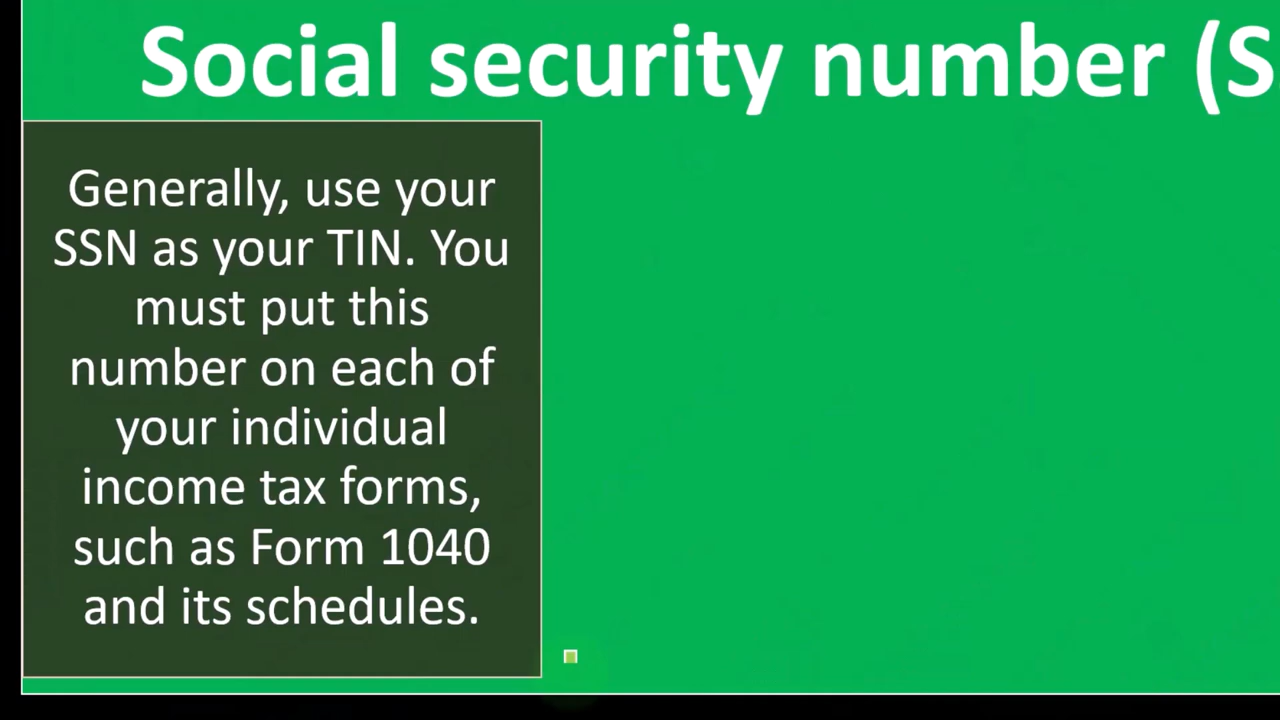 Social security number (S
Generally, use your
SSN as your TIN. You
must put this
number on each of
your individual
income tax forms,
such as Form 1040
and its schedules.